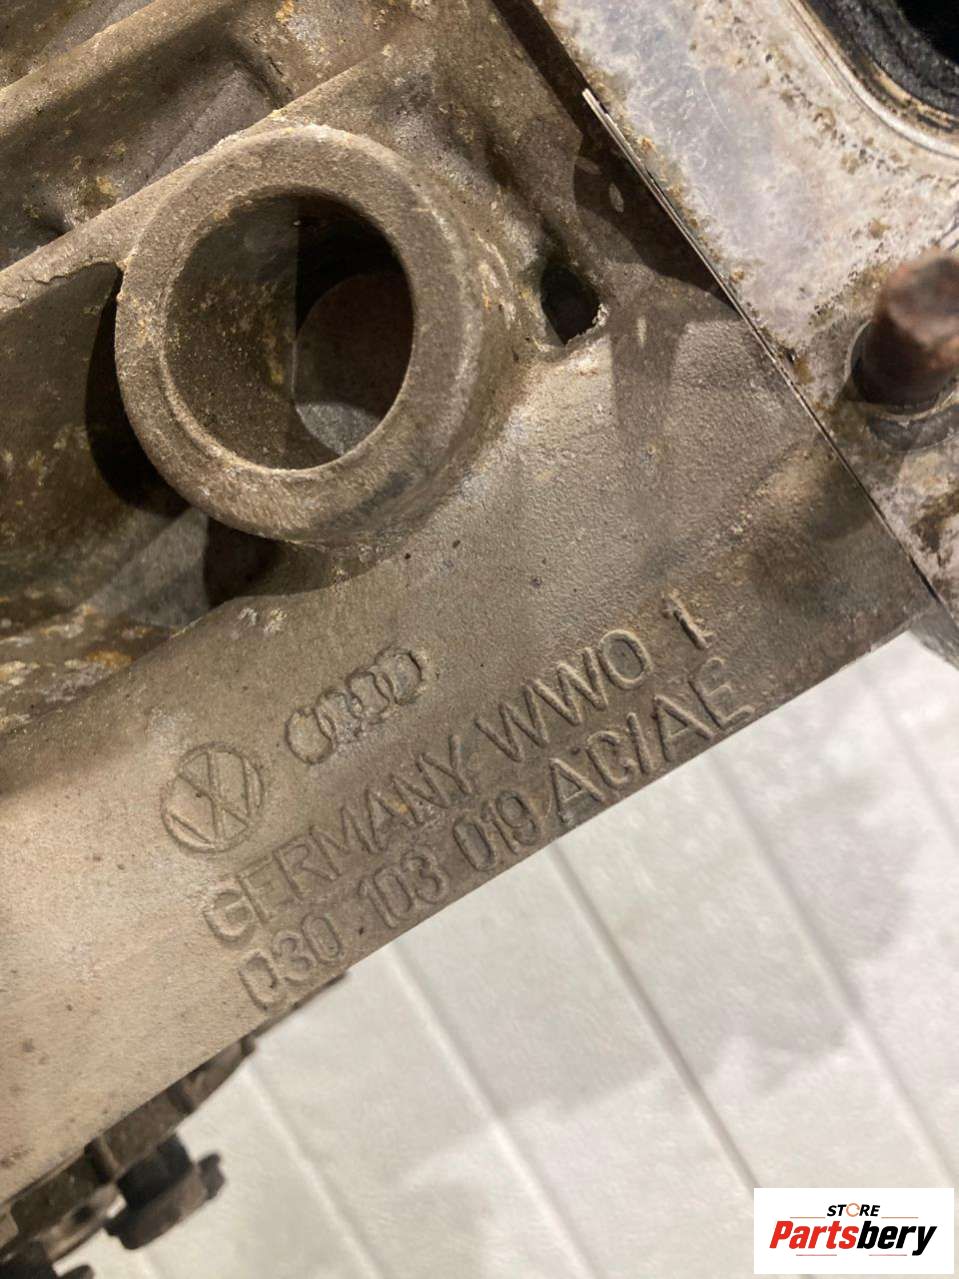 GERMANY WWO 1
030 103 019 AC/AE
STORE
Partsbery